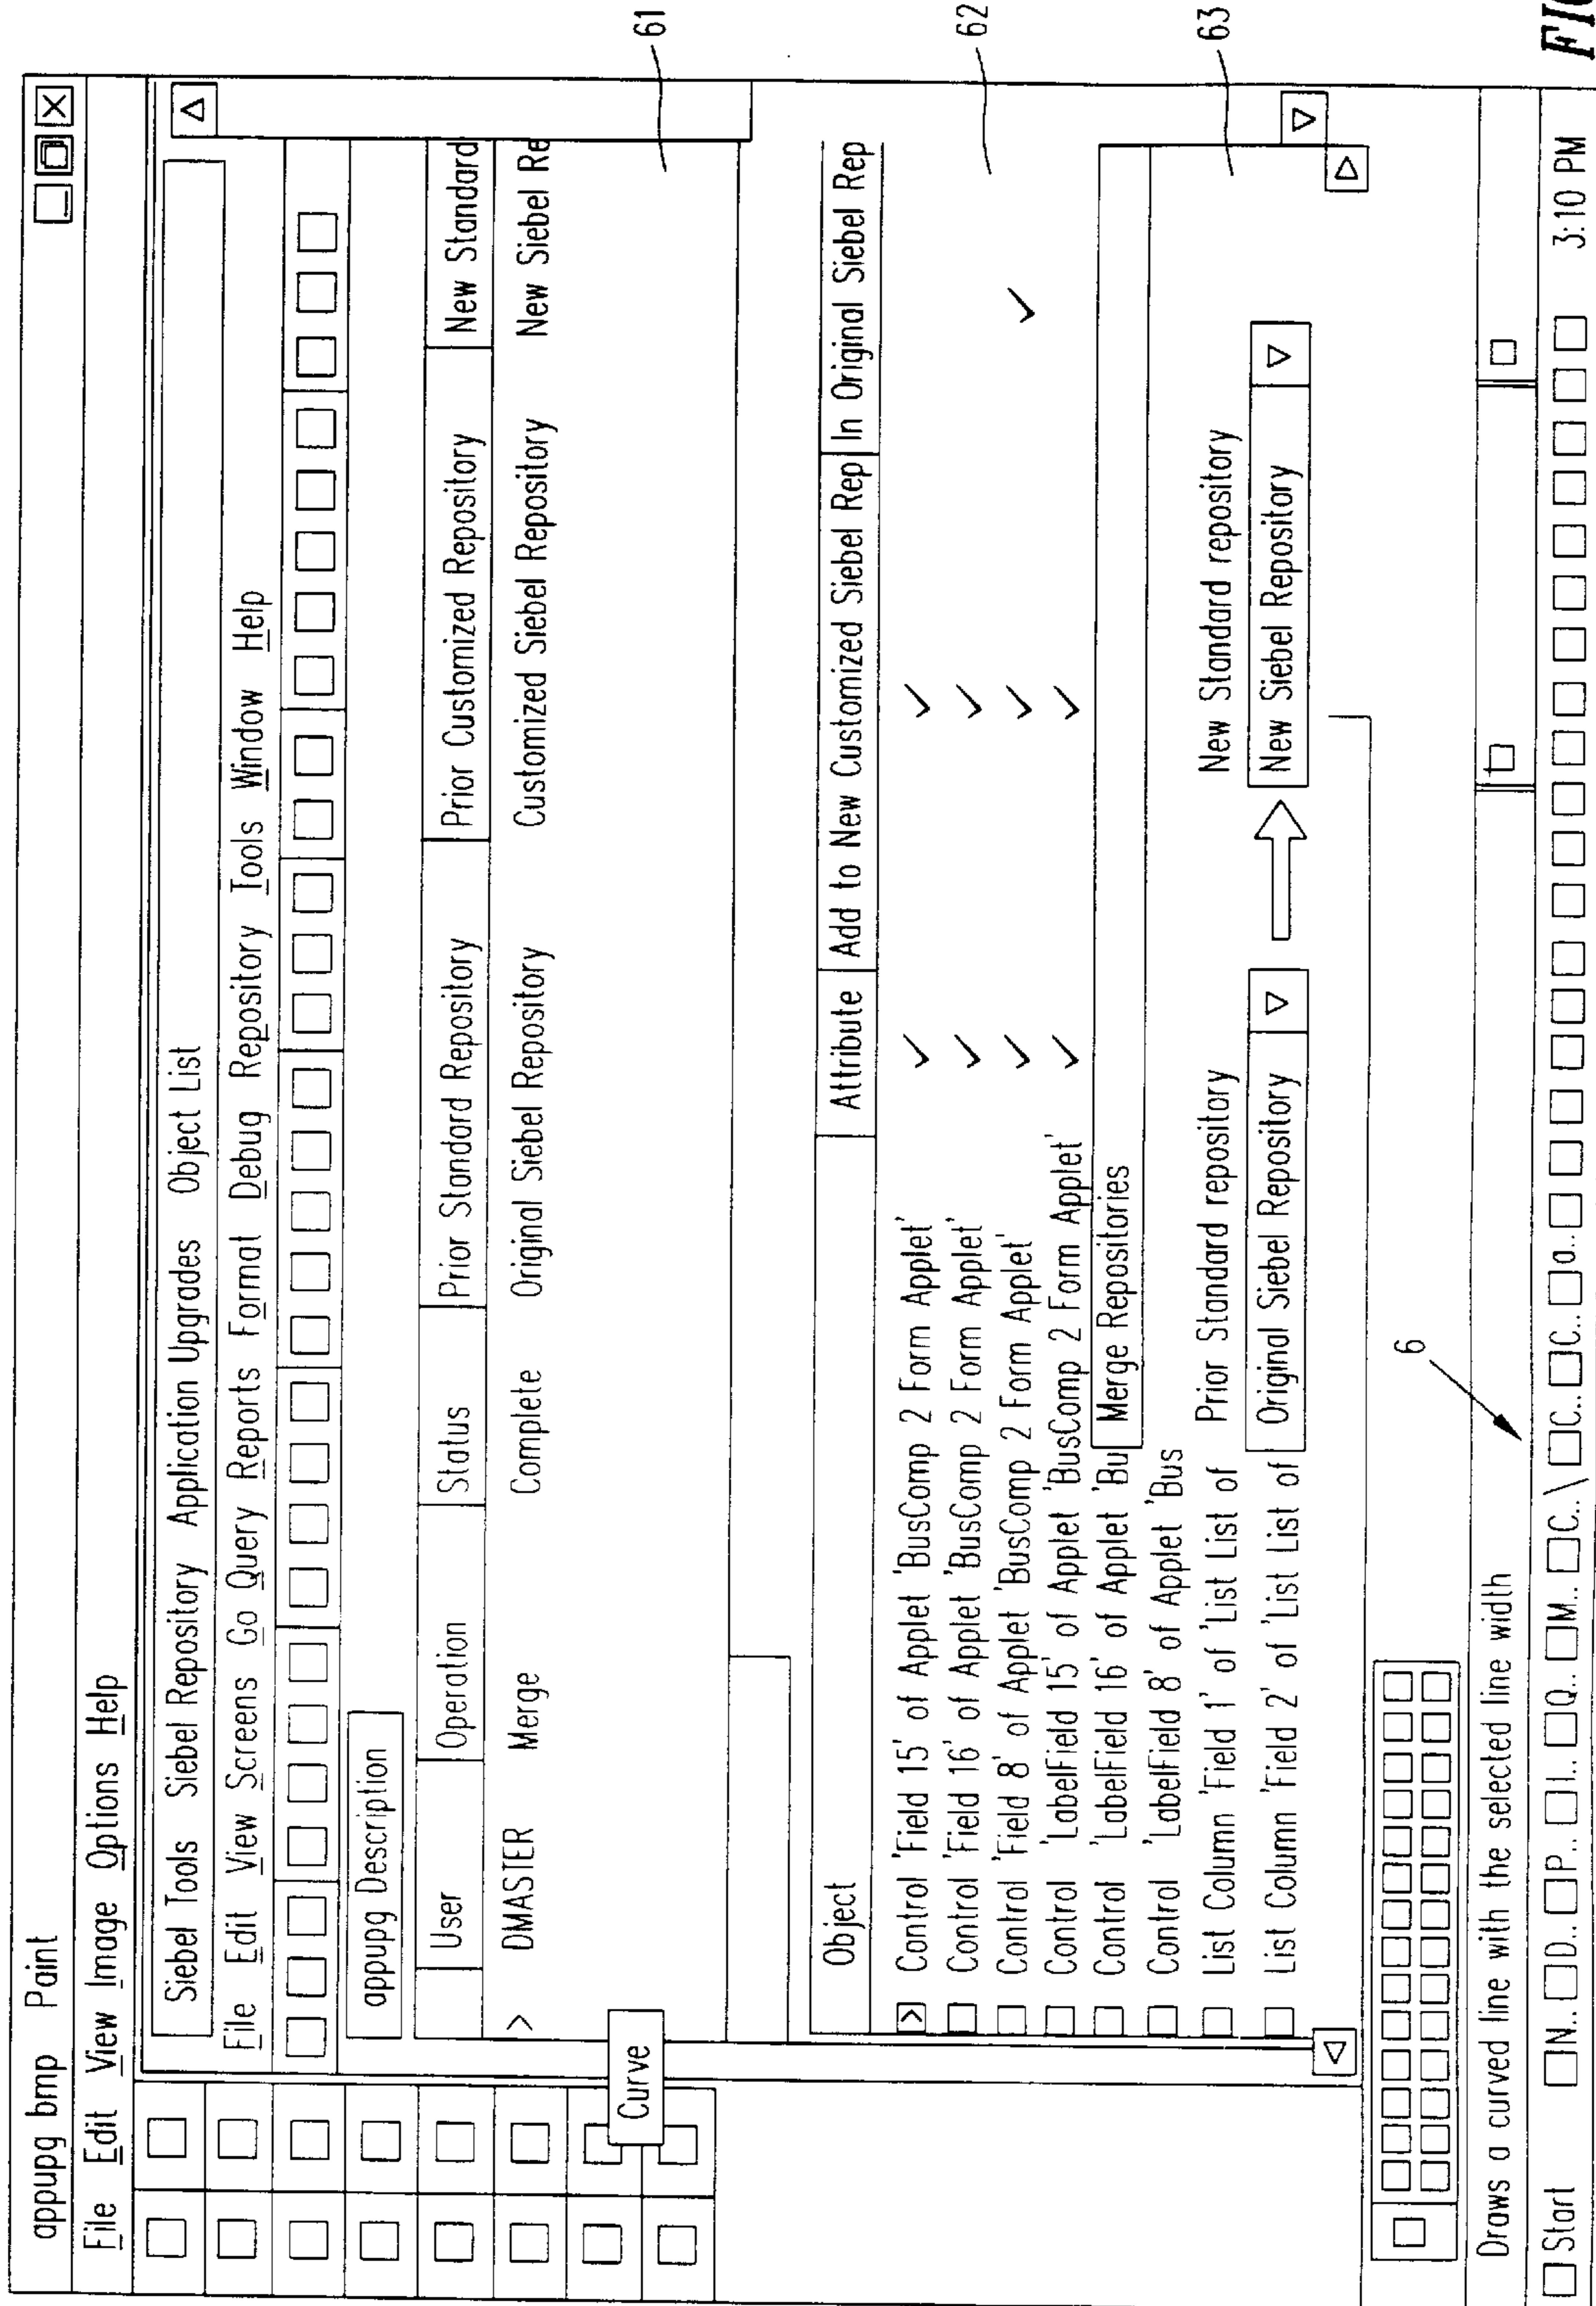 appupg bmp Paint
File Edit View Image Options Help
Siebel Tools Siebel Repository Application Upgrades Object List
File Edit View Screens Go Query Reports Format Debug Repository Tools Window Help
appupg Description
User Operation Status Prior Standard Repository Prior Customized Repository New Standard
> DMASTER Merge Complete Original Siebel Repository Customized Siebel Repository New Siebel Re
Curve
61
Object Attribute Add to New Customized Siebel Rep In Original Siebel Rep
> Control 'Field 15' of Applet 'BusComp 2 Form Applet' ✓ ✓
Control 'Field 16' of Applet 'BusComp 2 Form Applet' ✓ ✓
Control 'Field 8' of Applet 'BusComp 2 Form Applet' ✓ ✓ ✓
Control 'LabelField 15' of Applet 'BusComp 2 Form Applet' ✓ ✓
Control 'LabelField 16' of Applet 'Bu
Control 'LabelField 8' of Applet 'Bus
List Column 'Field 1' of 'List List of
List Column 'Field 2' of 'List List of
62
Merge Repositories
Prior Standard repository New Standard repository
Original Siebel Repository New Siebel Repository
63
6
Draws a curved line with the selected line width
Start N.. D.. P.. I.. Q.. M.. C.. \ C.. C.. a.. 3:10 PM